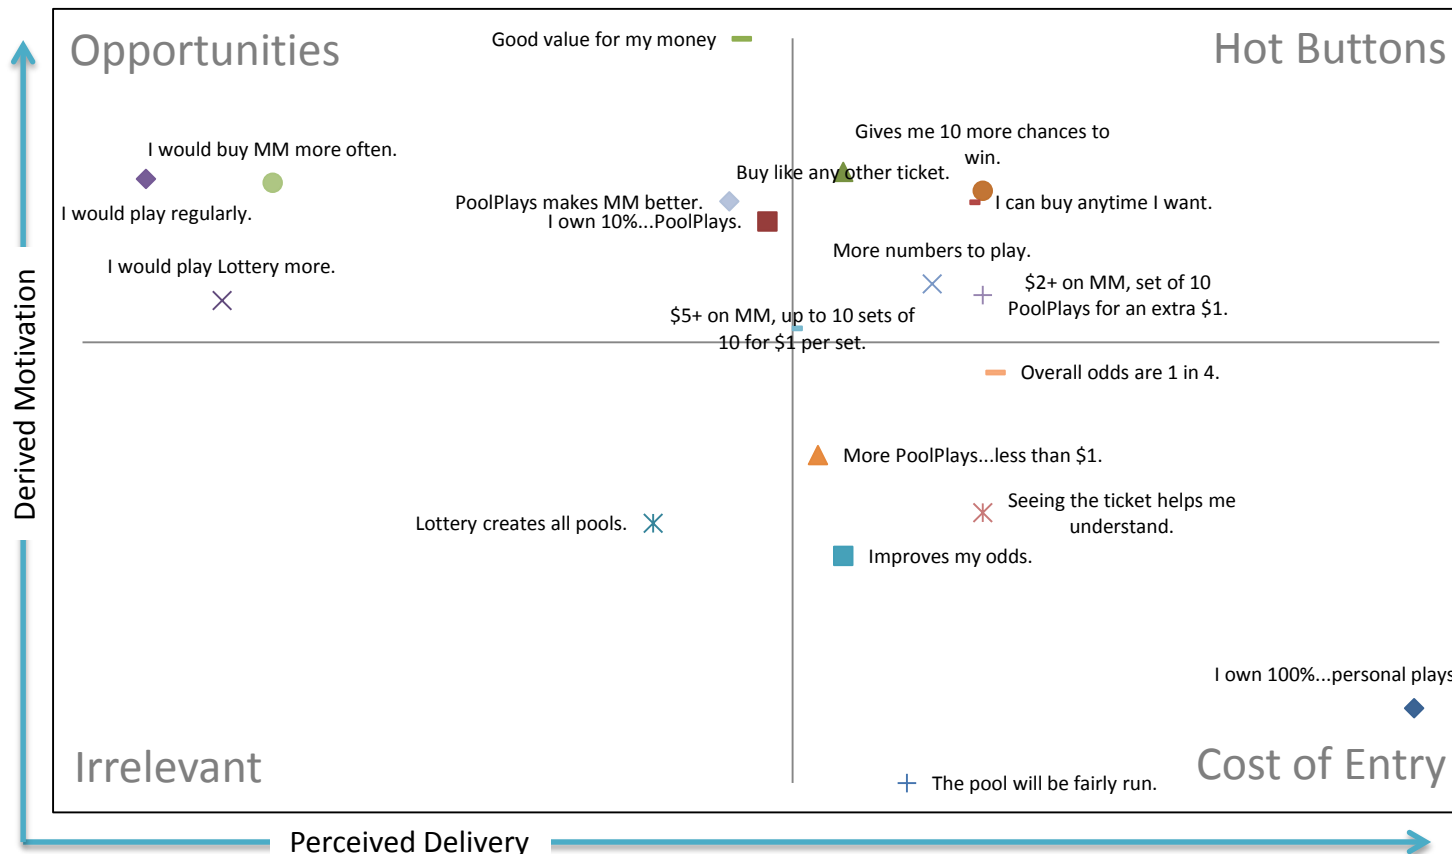 Opportunities
Good value for my money
Hot Buttons
Gives me 10 more chances to
win.
I would buy MM more often.
Buy like any other ticket.
I would play regularly.
PoolPlays makes MM better.
I can buy anytime I want.
I own 10%...PoolPlays.
More numbers to play.
I would play Lottery more.
$2+ on MM, set of 10
PoolPlays for an extra $1.
$5+ on MM, up to 10 sets of
10 for $1 per set.
Derived Motivation
Overall odds are 1 in 4.
More PoolPlays...less than $1.
Seeing the ticket helps me
understand.
Lottery creates all pools.
Improves my odds.
I own 100%...personal plays
Irrelevant
Cost of Entry
The pool will be fairly run.
Perceived Delivery